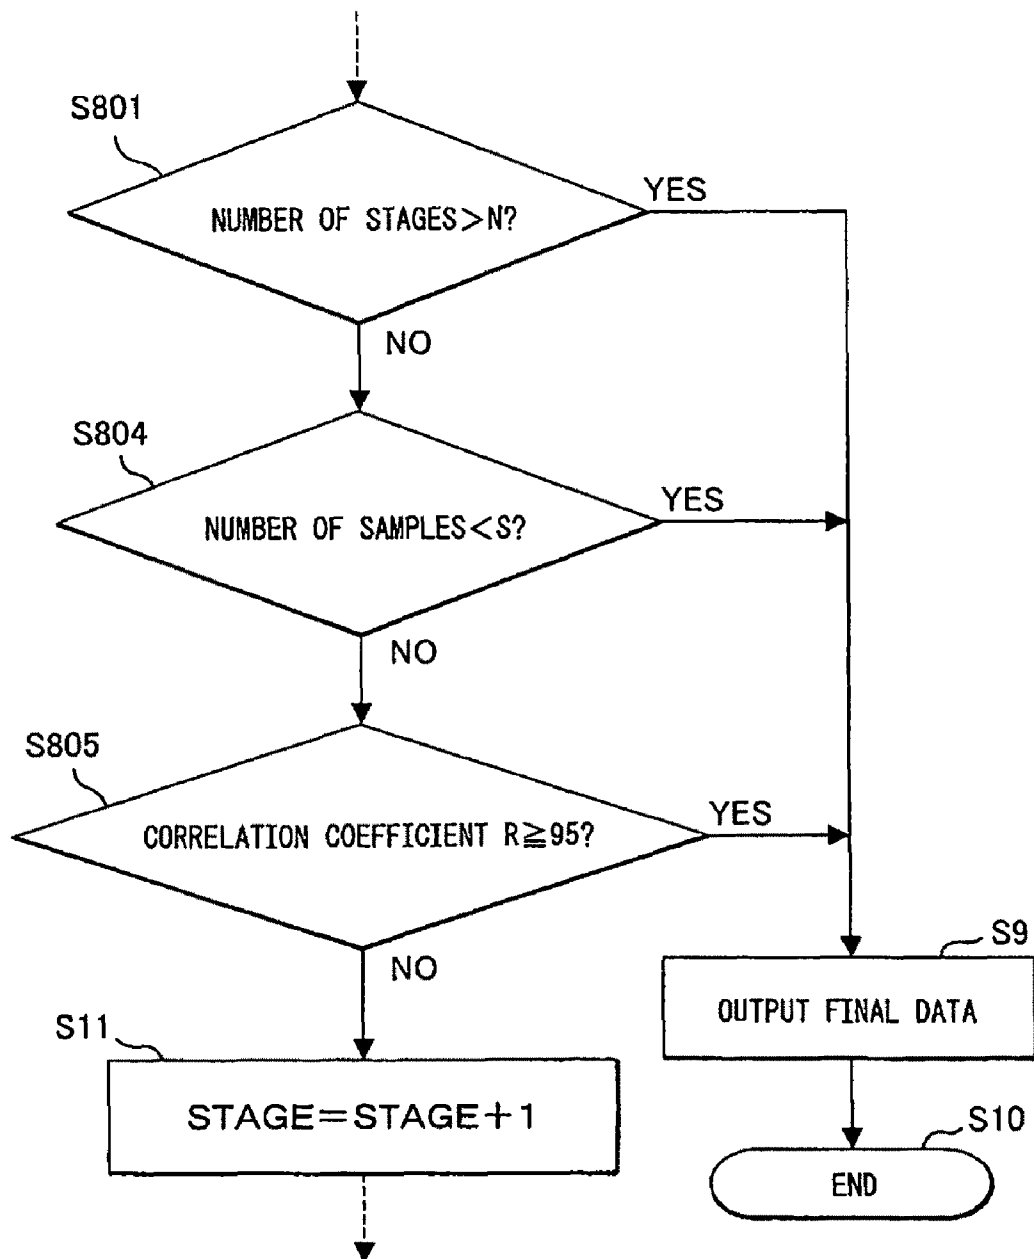 S801
NUMBER OF STAGES>N?
YES
NO
S804
NUMBER OF SAMPLES<S?
YES
NO
S805
CORRELATION COEFFICIENT R≧95?
YES
NO
S9
OUTPUT FINAL DATA
S11
STAGE=STAGE+1
S10
END